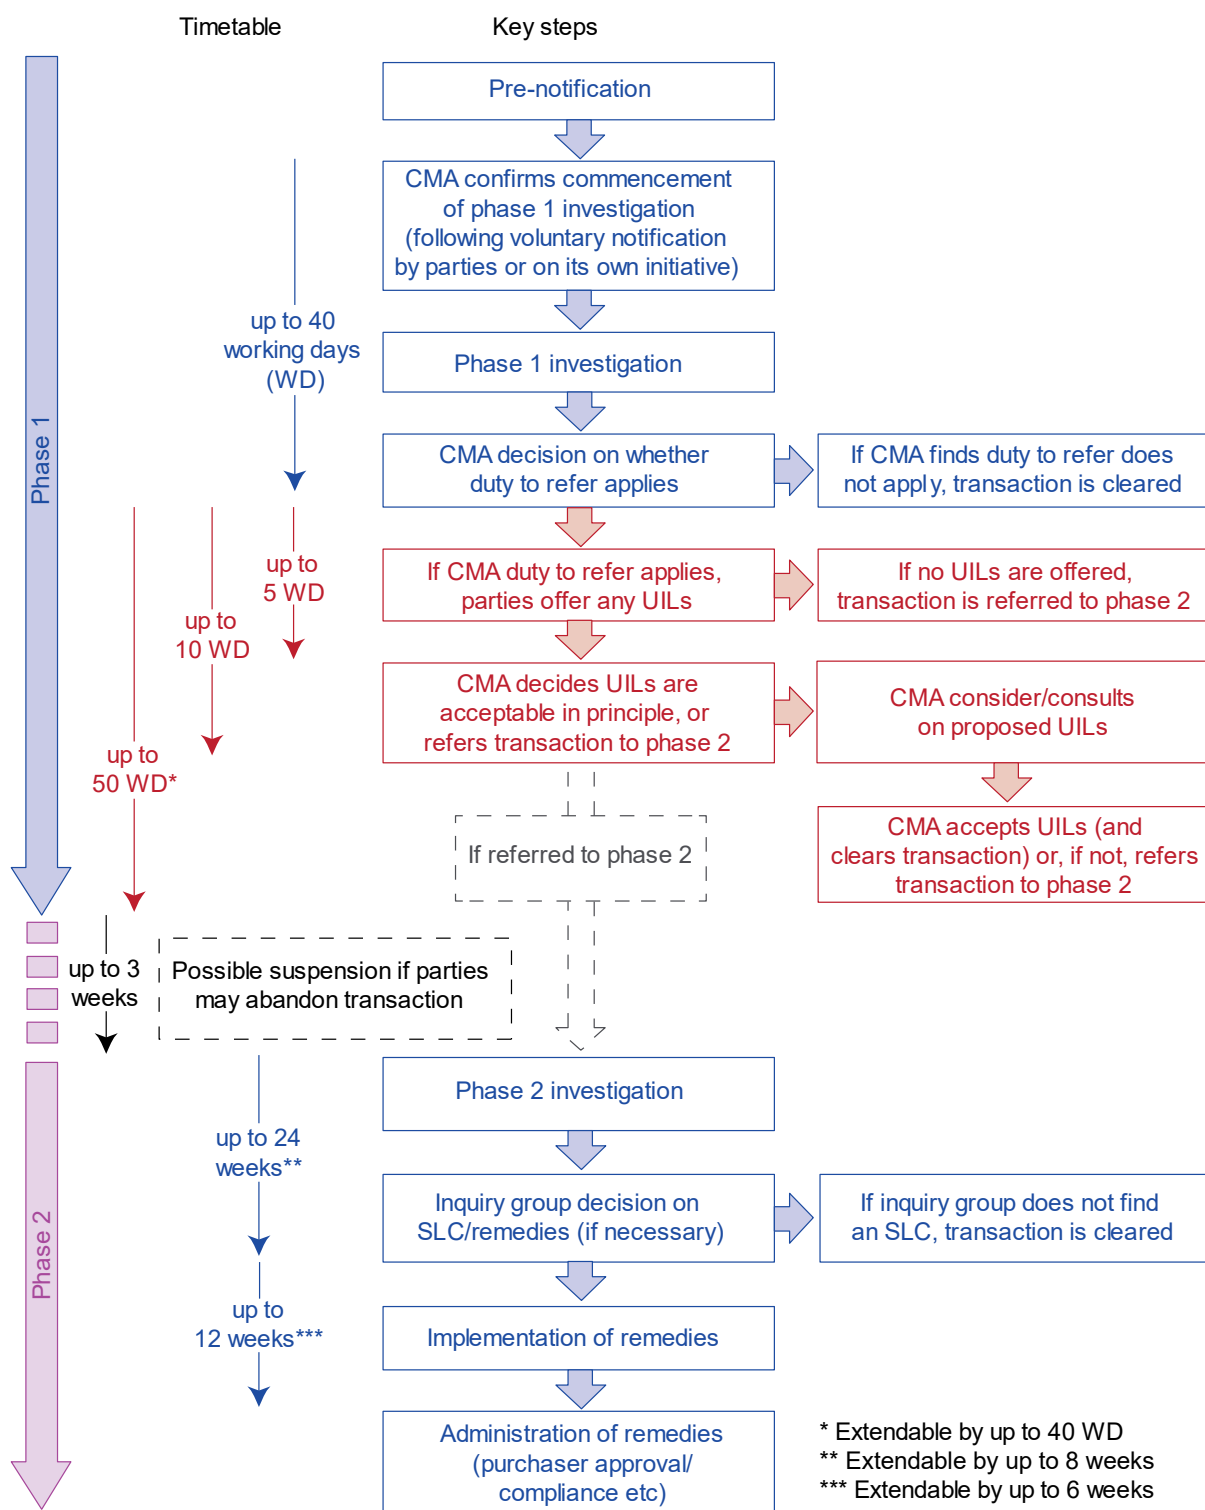 Timetable
Key steps
Pre-notification
CMA confirms commencement
of phase 1 investigation
(following voluntary notification
by parties or on its own initiative)
up to 40
working days
(WD)
Phase 1 investigation
Phase 1
CMA decision on whether
duty to refer applies
If CMA finds duty to refer does
not apply, transaction is cleared
up to
5 WD
up to
10 WD
up to
50 WD*
If CMA duty to refer applies,
parties offer any UILs
If no UILs are offered,
transaction is referred to phase 2
CMA decides UILs are
acceptable in principle, or
refers transaction to phase 2
CMA consider/consults
on proposed UILs
CMA accepts UILs (and
clears transaction) or, if not, refers
transaction to phase 2
If referred to phase 2
up to 3
weeks
Possible suspension if parties
may abandon transaction
Phase 2 investigation
up to 24
weeks**
Inquiry group decision on
SLC/remedies (if necessary)
If inquiry group does not find
an SLC, transaction is cleared
Phase 2
up to
12 weeks***
Implementation of remedies
Administration of remedies
(purchaser approval/
compliance etc)
* Extendable by up to 40 WD
** Extendable by up to 8 weeks
*** Extendable by up to 6 weeks